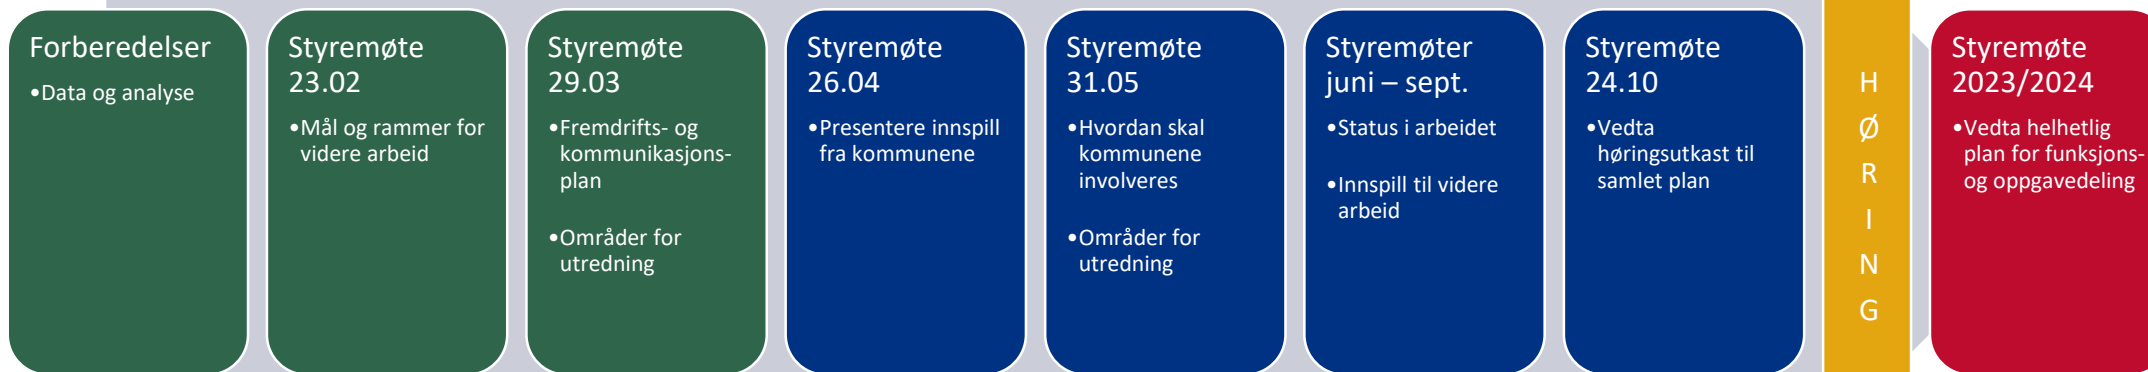 Forberedelser
•Data og analyse
Styremøte
23.02
•Mål og rammer for
videre arbeid
Styremøte
29.03
•Fremdrifts- og
kommunikasjons-
plan
•Områder for
utredning
Styremøte
26.04
•Presentere innspill
fra kommunene
Styremøte
31.05
•Hvordan skal
kommunene
involveres
•Områder for
utredning
Styremøter
juni – sept.
•Status i arbeidet
•Innspill til videre
arbeid
Styremøte
24.10
•Vedta
høringsutkast til
samlet plan
H
Ø
R
I
N
G
Styremøte
2023/2024
•Vedta helhetlig
plan for funksjons-
og oppgavedeling